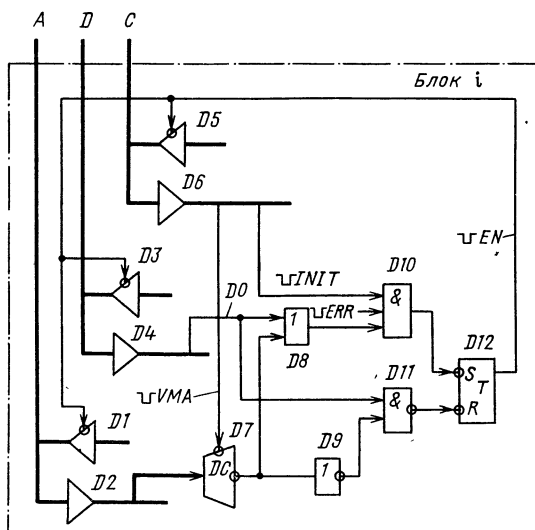 A D C
Блок i
D5
D6
EN
D3
INIT
D10
D0
ERR
&
1
D12
D4
D8
D11
S
T
VMA
&
R
D1
D7
D9
DC
1
D2